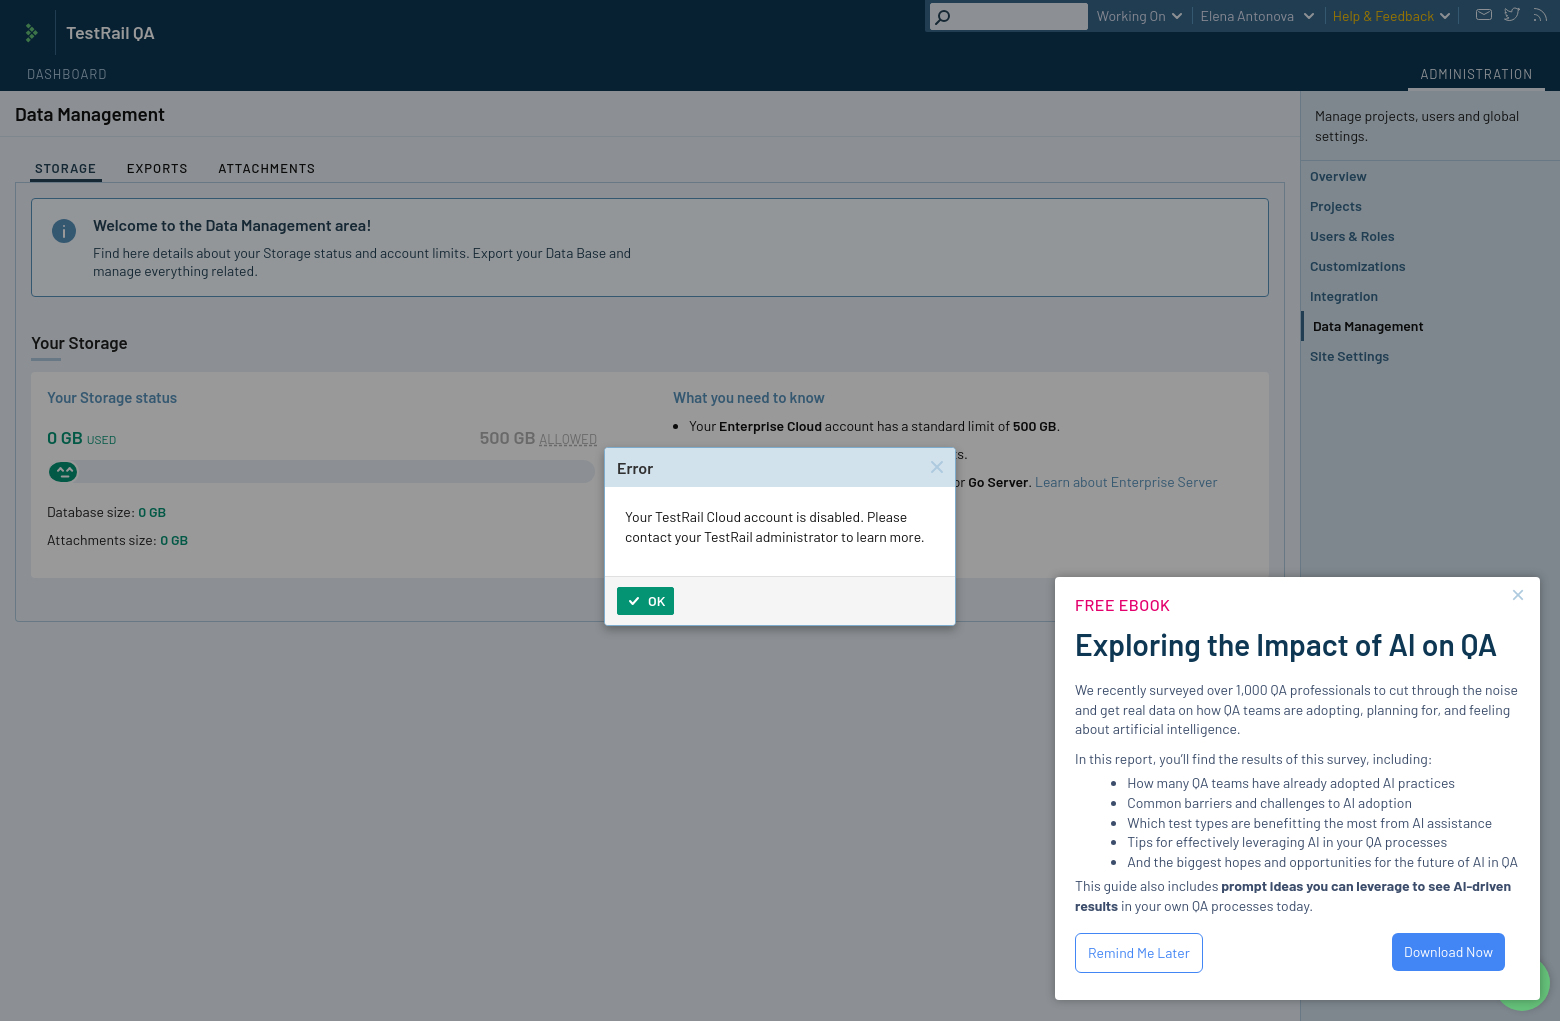 TestRail QA
Working On
Elena Antonova
Help & Feedback
DASHBOARD
ADMINISTRATION
Data Management
STORAGE
EXPORTS
ATTACHMENTS
Welcome to the Data Management area!
Find here details about your Storage status and account limits. Export your Data Base and
manage everything related.
Your Storage
Your Storage status
0 GB USED
500 GB ALLOWED
Database size: 0 GB
Attachments size: 0 GB
What you need to know
Your Enterprise Cloud account has a standard limit of 500 GB.
Go Server. Learn about Enterprise Server
Error
Your TestRail Cloud account is disabled. Please
contact your TestRail administrator to learn more.
OK
Manage projects, users and global
settings.
Overview
Projects
Users & Roles
Customizations
Integration
Data Management
Site Settings
FREE EBOOK
Exploring the Impact of AI on QA
We recently surveyed over 1,000 QA professionals to cut through the noise
and get real data on how QA teams are adopting, planning for, and feeling
about artificial intelligence.
In this report, you'll find the results of this survey, including:
How many QA teams have already adopted AI practices
Common barriers and challenges to AI adoption
Which test types are benefitting the most from AI assistance
Tips for effectively leveraging AI in your QA processes
And the biggest hopes and opportunities for the future of AI in QA
This guide also includes prompt ideas you can leverage to see AI-driven
results in your own QA processes today.
Remind Me Later
Download Now